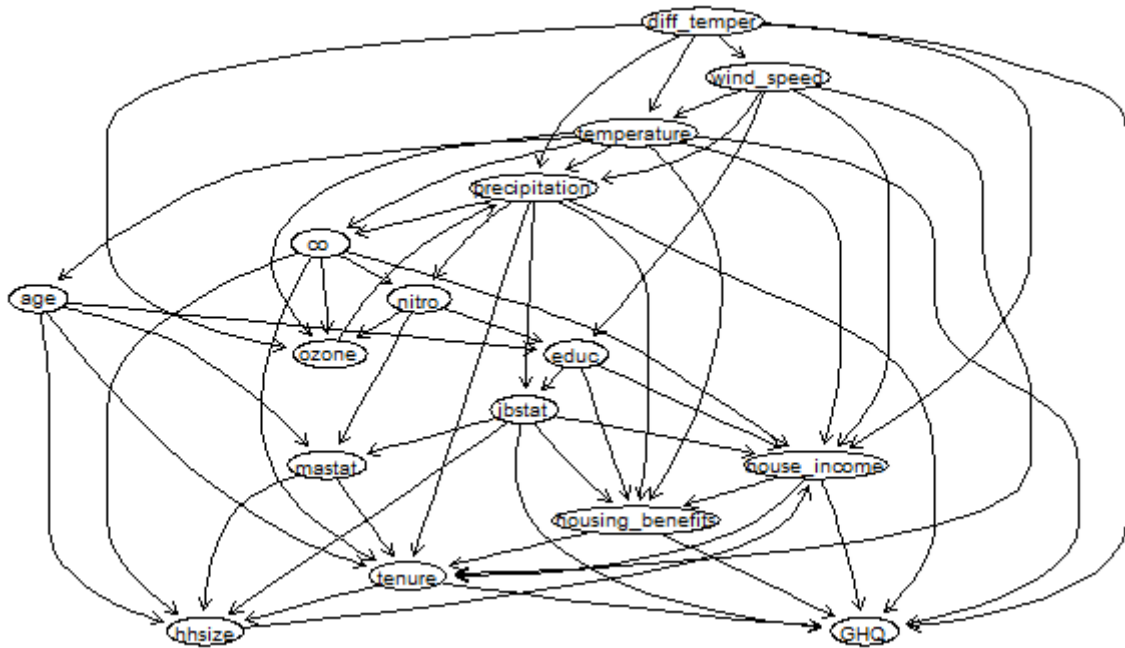 diff_temper
wind_speed
temperature
precipitation
co
age
nitro
ozone
educ
jbstat
mastat
house_income
housing_benefits
tenure
hhsize
GHQ